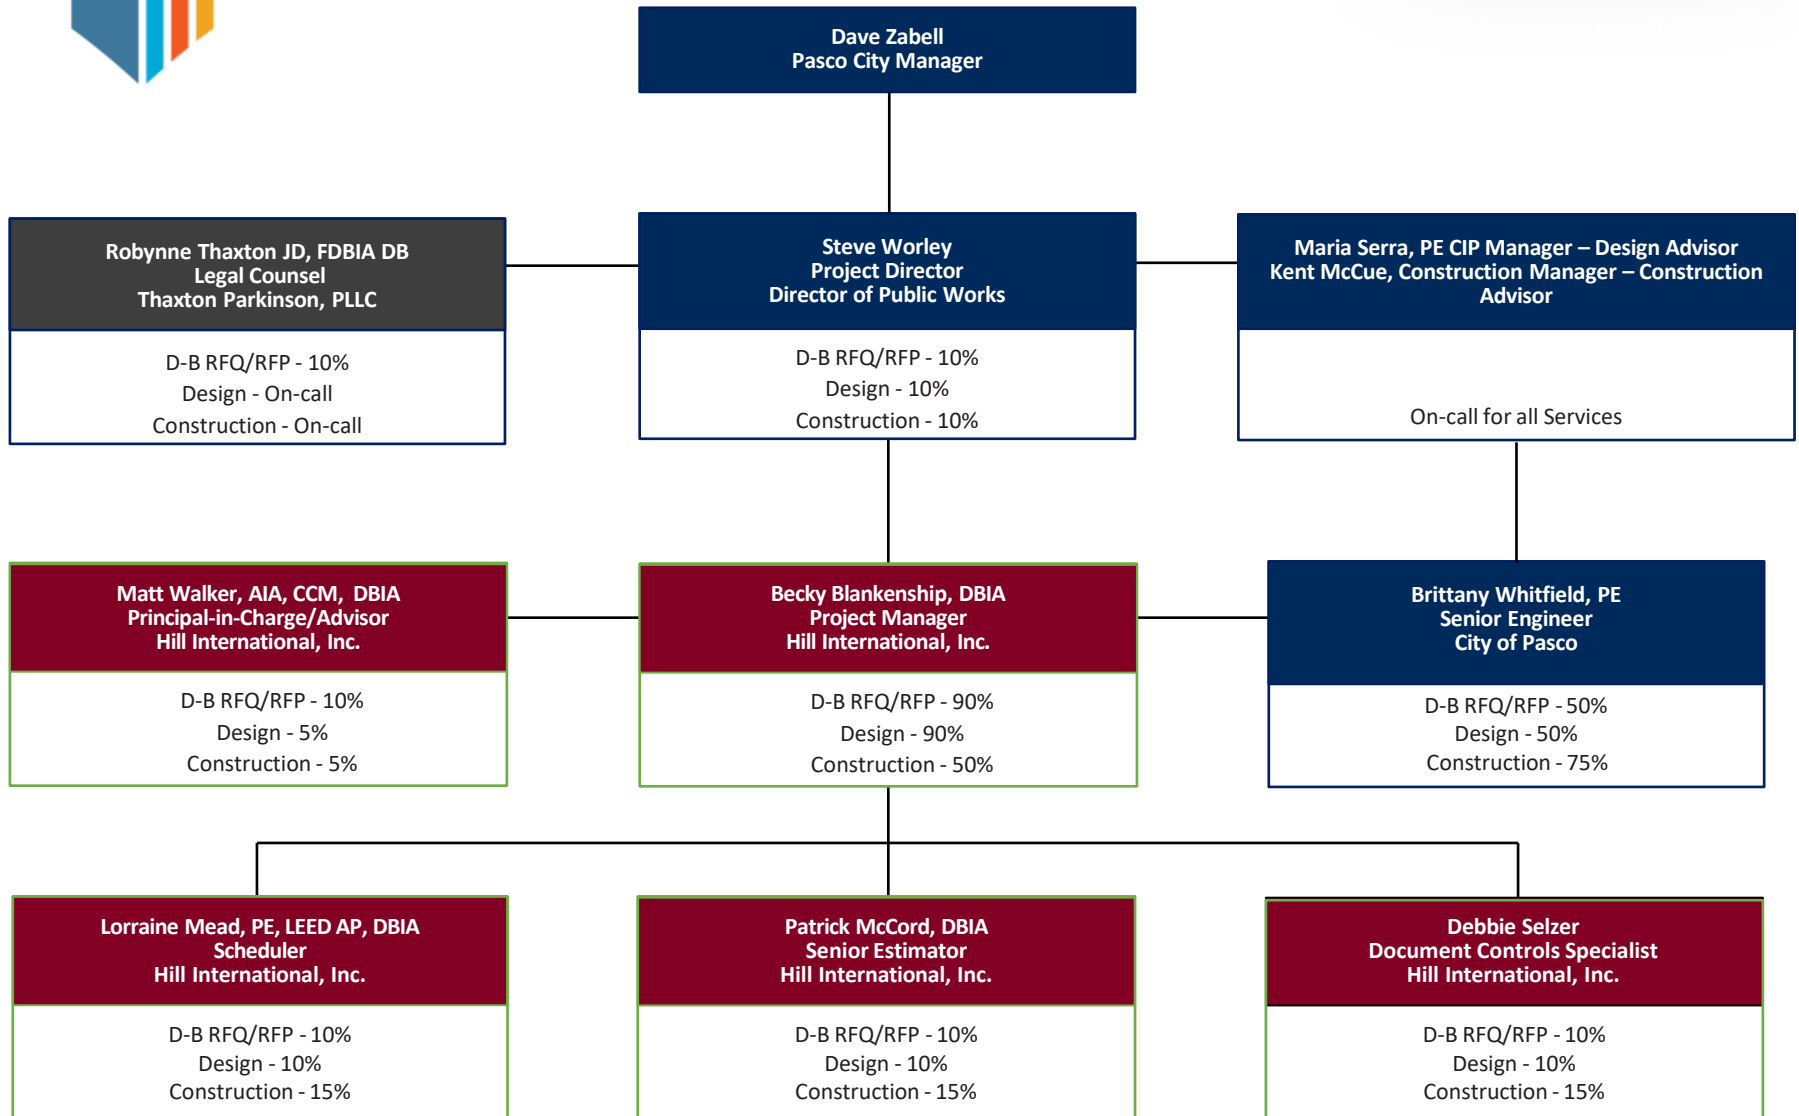 Dave Zabell
Pasco City Manager
Robynne Thaxton JD, FDBIA DB
Legal Counsel
Thaxton Parkinson, PLLC
D-B RFQ/RFP - 10%
Design - On-call
Construction - On-call
Steve Worley
Project Director
Director of Public Works
D-B RFQ/RFP - 10%
Design - 10%
Construction - 10%
Maria Serra, PE CIP Manager – Design Advisor
Kent McCue, Construction Manager – Construction
Advisor
On-call for all Services
Matt Walker, AIA, CCM, DBIA
Principal-in-Charge/Advisor
Hill International, Inc.
D-B RFQ/RFP - 10%
Design - 5%
Construction - 5%
Becky Blankenship, DBIA
Project Manager
Hill International, Inc.
D-B RFQ/RFP - 90%
Design - 90%
Construction - 50%
Brittany Whitfield, PE
Senior Engineer
City of Pasco
D-B RFQ/RFP - 50%
Design - 50%
Construction - 75%
Lorraine Mead, PE, LEED AP, DBIA
Scheduler
Hill International, Inc.
D-B RFQ/RFP - 10%
Design - 10%
Construction - 15%
Patrick McCord, DBIA
Senior Estimator
Hill International, Inc.
D-B RFQ/RFP - 10%
Design - 10%
Construction - 15%
Debbie Selzer
Document Controls Specialist
Hill International, Inc.
D-B RFQ/RFP - 10%
Design - 10%
Construction - 15%